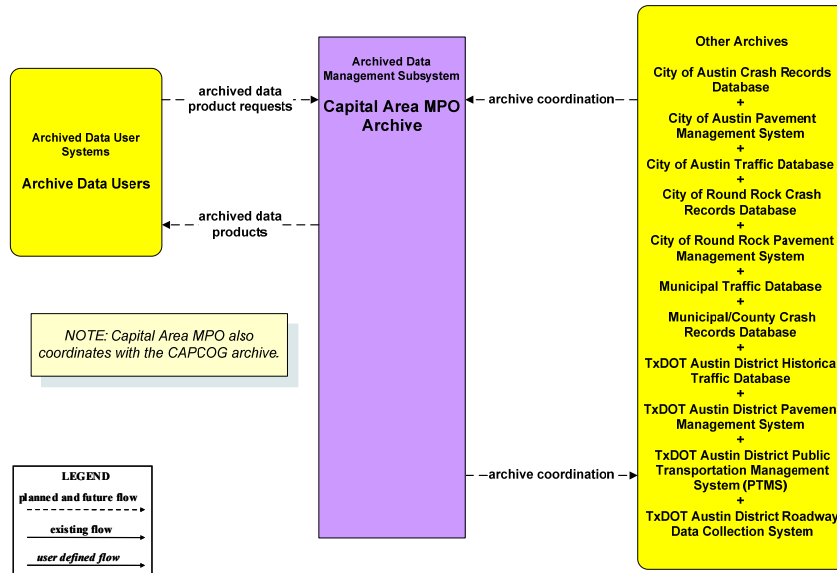 Archived Data User
Systems
Archive Data Users
archived data
product requests
archived data
products
Archived Data
Management Subsystem
Capital Area MPO
Archive
archive coordination
archive coordination
Other Archives
City of Austin Crash Records
Database
+
City of Austin Pavement
Management System
+
City of Austin Traffic Database
+
City of Round Rock Crash
Records Database
+
City of Round Rock Pavement
Management System
+
Municipal Traffic Database
+
Municipal/County Crash
Records Database
+
TxDOT Austin District Historica
Traffic Database
+
TxDOT Austin District Pavemen
Management System
+
TxDOT Austin District Public
Transportation Management
System (PTMS)
+
TxDOT Austin District Roadway
Data Collection System
NOTE: Capital Area MPO also
coordinates with the CAPCOG archive.
LEGEND
planned and future flow
existing flow
user defined flow